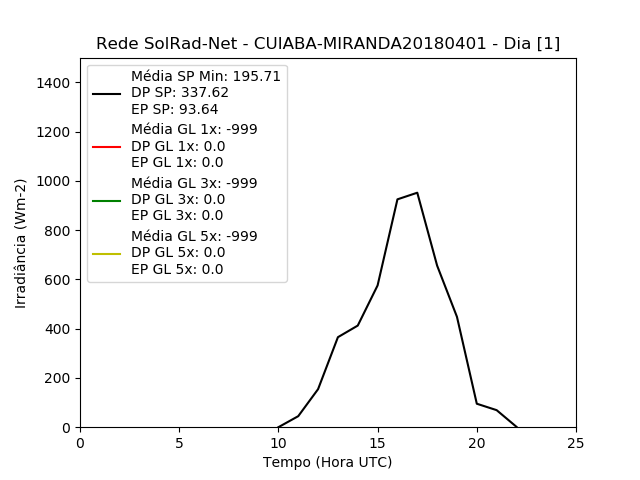 Rede SolRad-Net - CUIABA-MIRANDA20180401 - Dia [1]
Média SP Min: 195.71
DP SP: 337.62
EP SP: 93.64
Média GL 1x: -999
DP GL 1x: 0.0
EP GL 1x: 0.0
Média GL 3x: -999
DP GL 3x: 0.0
EP GL 3x: 0.0
Média GL 5x: -999
DP GL 5x: 0.0
EP GL 5x: 0.0
Irradiância (Wm-2)
1400
1200
1000
800
600
400
200
0
0 5 10 15 20 25
Tempo (Hora UTC)